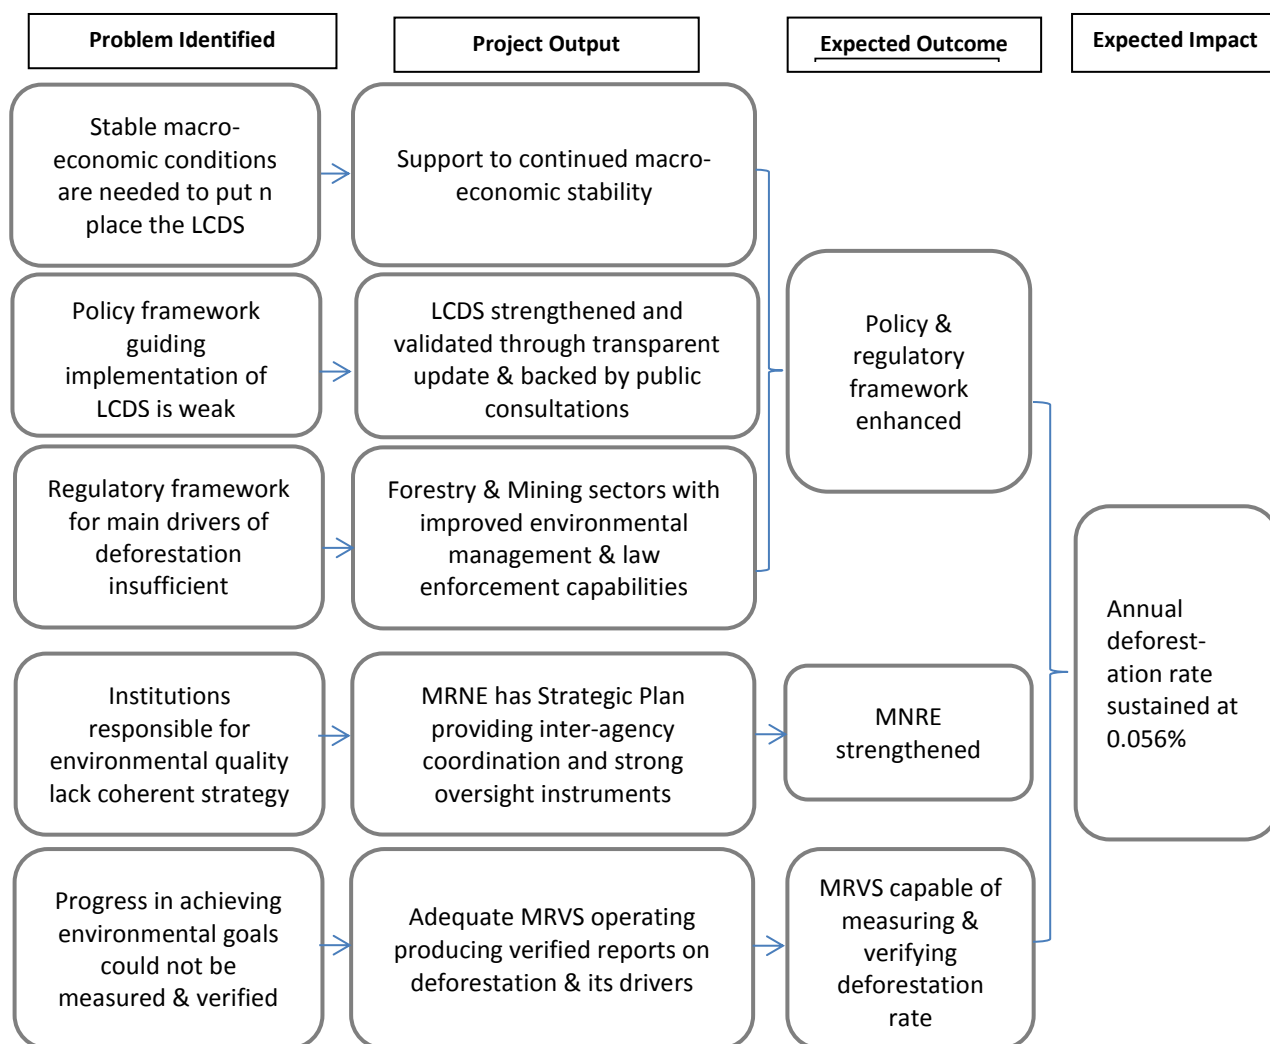 Problem Identified
Project Output
Expected Outcome
Expected Impact
Stable macro-
economic conditions
are needed to put n
place the LCDS
Support to continued macro-
economic stability
Policy framework
guiding
implementation of
LCDS is weak
LCDS strengthened and
validated through transparent
update & backed by public
consultations
Policy &
regulatory
framework
enhanced
Regulatory framework
for main drivers of
deforestation
insufficient
Forestry & Mining sectors with
improved environmental
management & law
enforcement capabilities
Institutions
responsible for
environmental quality
lack coherent strategy
MRNE has Strategic Plan
providing inter-agency
coordination and strong
oversight instruments
MNRE
strengthened
Annual
deforest-
ation rate
sustained at
0.056%
Progress in achieving
environmental goals
could not be
measured & verified
Adequate MRVS operating
producing verified reports on
deforestation & its drivers
MRVS capable of
measuring &
verifying
deforestation
rate